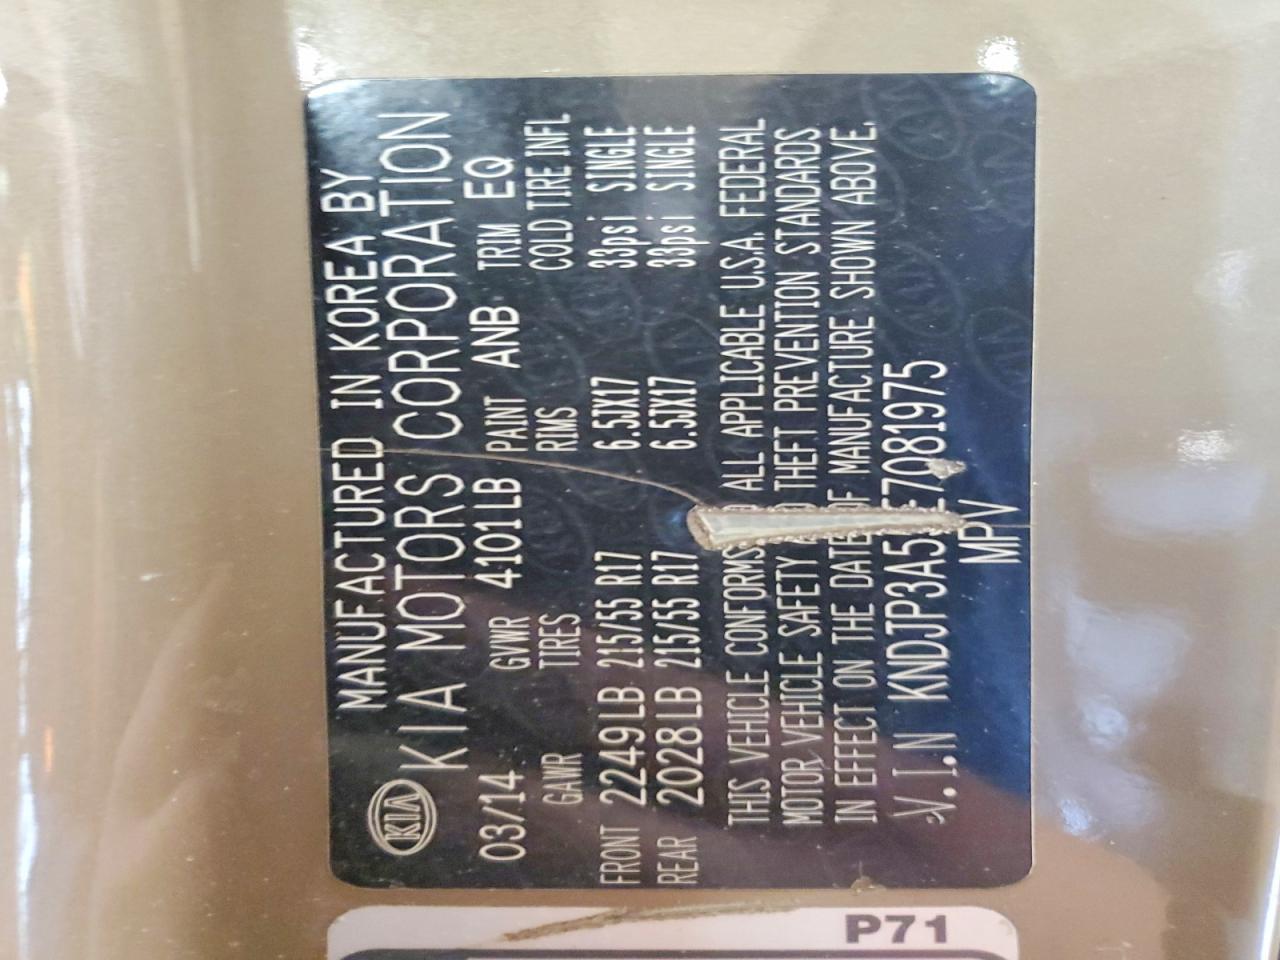 MANUFACTURED IN KOREA BY
KIA KIA MOTORS CORPORATION
03/14 GVWR 4101LB PAINT ANB TRIM EQ
GAWR TIRES RIMS COLD TIRE INFL
FRONT 2249LB 215/55 R17 6.5JX17 33psi SINGLE
REAR 2028LB 215/55 R17 6.5JX17 33psi SINGLE
THIS VEHICLE CONFORMS ALL APPLICABLE U.S.A. FEDERAL
MOTOR VEHICLE SAFETY THEFT PREVENTION STANDARDS
IN EFFECT ON THE DATE OF MANUFACTURE SHOWN ABOVE.
V.I.N
MPV
P71